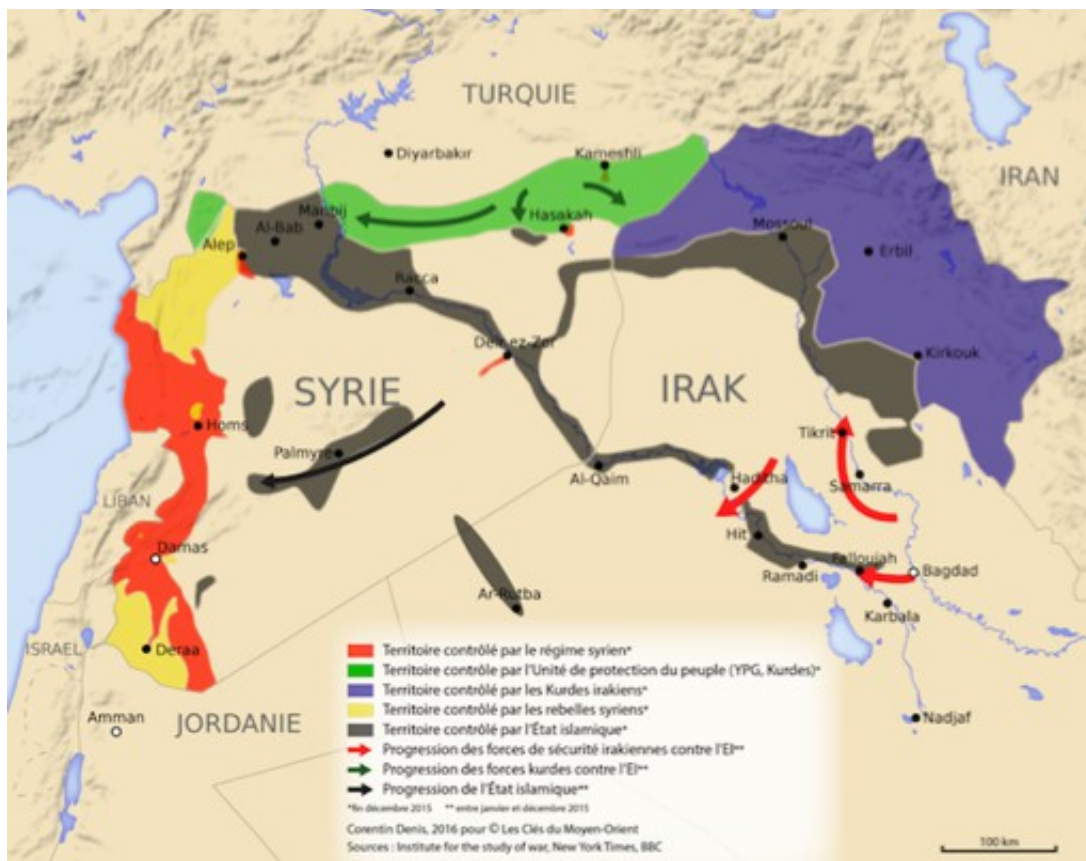 TURQUIE
Diyarbakır
Kameshli
IRAN
Manbij
Hasakah
Al-Bab
Mossoul
Alep
Erbil
Racca
Deir ez-Zor
Kirkouk
SYRIE
IRAK
Homs
Tikrit
Palmyre
Al-Qaim
Haditha
Samarra
LIBAN
Hit
Damas
Falloujah
Ramadi
Bagdad
Ar-Rutba
Karbala
ISRAEL
Deraa
Amman
JORDANIE
Nadjaf
Territoire contrôlé par le régime syrien*
Territoire contrôlé par l'Unité de protection du peuple (YPG, Kurdes)*
Territoire contrôlé par les Kurdes irakiens*
Territoire contrôlé par les rebelles syriens*
Territoire contrôlé par l'État islamique*
Progression des forces de sécurité irakiennes contre l'EI**
Progression des forces kurdes contre l'EI**
Progression de l'État islamique**
*fin décembre 2015 ** entre janvier et décembre 2015
Corentin Denis, 2016 pour © Les Clés du Moyen-Orient
Sources : Institute for the study of war, New York Times, BBC
100 km